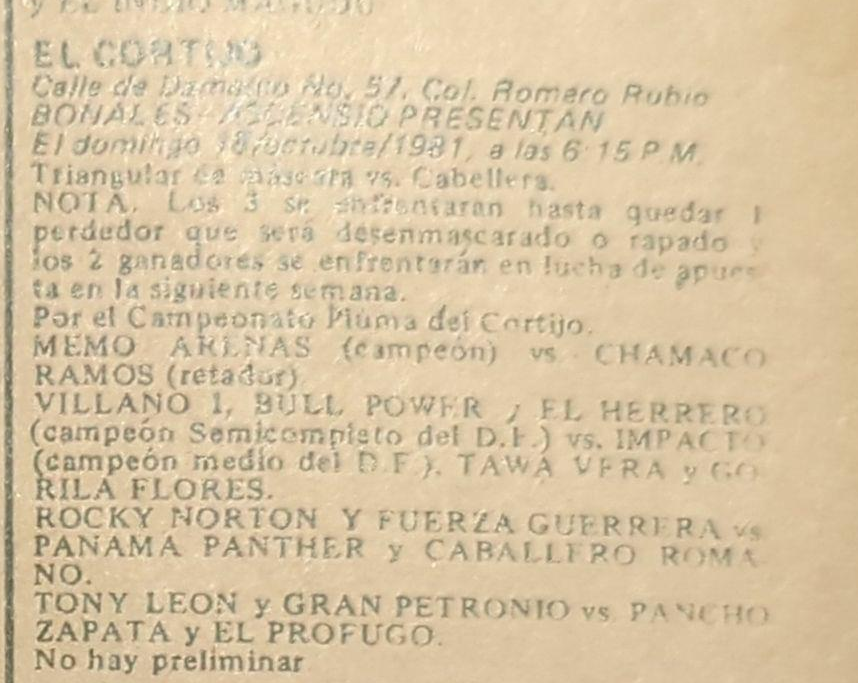 EL CORTIJO
Calle de Damasco No. 57. Col. Romero Rubio
BONALES-ASCENSIO PRESENTAN
El domingo 18/octubre/1981, a las 6:15 P.M.
Triangular de máscara vs. Cabellera.
NOTA. Los 3 se enfrentaran hasta quedar 1
perdedor que será desenmascarado o rapado y
los 2 ganadores se enfrentarán en lucha de apues-
ta en la siguiente semana.
Por el Campeonato Pluma del Cortijo.
MEMO ARENAS (campeón) vs. CHAMACO
RAMOS (retador)
VILLANO 1, BULL POWER y EL HERRERO
(campeón Semicompleto del D.F.) vs. IMPACTO
(campeón medio del D.F.), TAWA VERA y GO-
RILA FLORES.
ROCKY NORTON Y FUERZA GUERRERA vs.
PANAMA PANTHER y CABALLERO ROMA-
NO.
TONY LEON y GRAN PETRONIO vs. PANCHO
ZAPATA y EL PROFUGO.
No hay preliminar